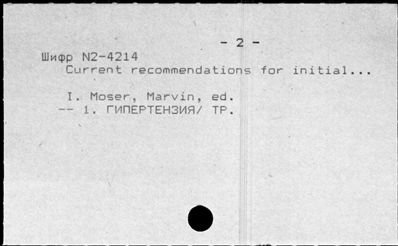 - 2 -
Шифр N2-4214
Current recommendations for initial...
I. Moser, Marvin, ed.
-- 1. ГИПЕРТЕНЗИЯ/ ТР.